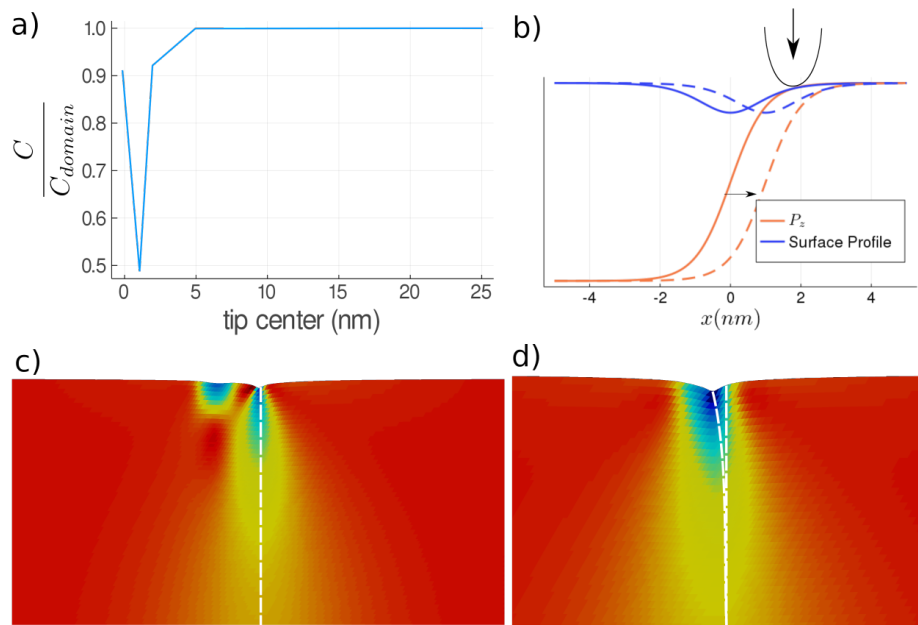 a)
C
C_domain
1.0
0.9
0.8
0.7
0.6
0.5
0 5 10 15 20 25
tip center (nm)
b)
P_z
Surface Profile
-4 -2 0 2 4
x(nm)
c)
d)